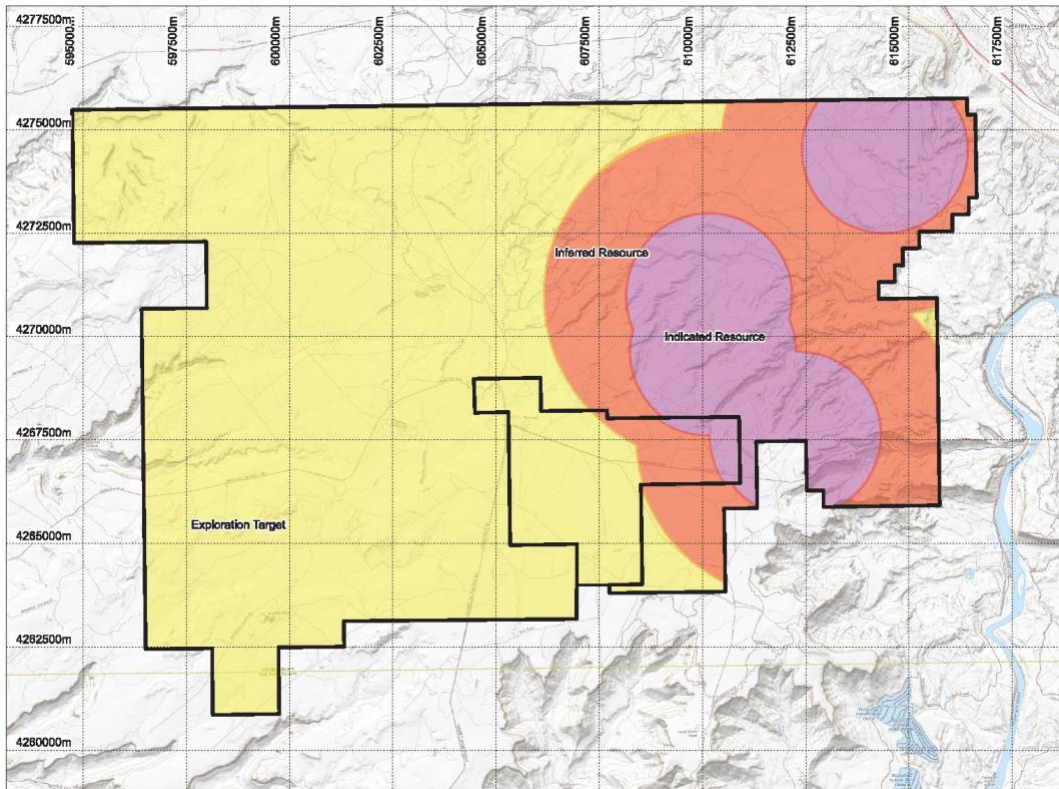 4277500m
595000m
597500m
600000m
602500m
605000m
607500m
610000m
612500m
615000m
617500m
4275000m
4272500m
Inferred Resource
4270000m
Indicated Resource
4267500m
Exploration Target
4265000m
4262500m
4260000m